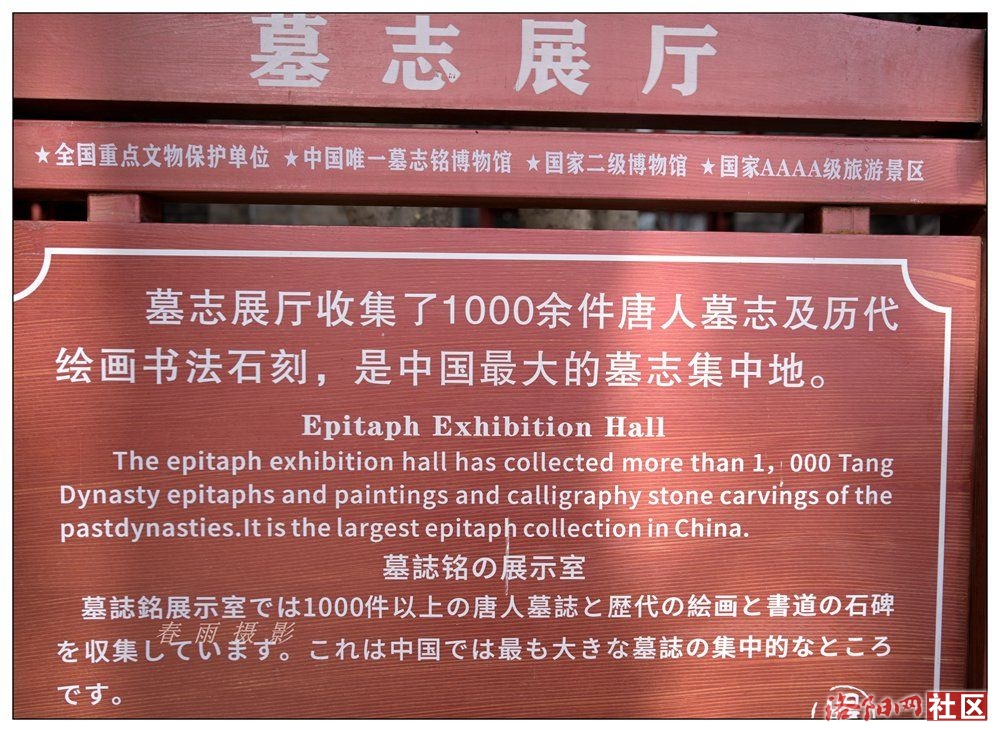 墓志展厅
★全国重点文物保护单位 ★中国唯一墓志铭博物馆 ★国家二级博物馆 ★国家AAAA级旅游景区
墓志展厅收集了1000余件唐人墓志及历代
绘画书法石刻，是中国最大的墓志集中地。
Epitaph Exhibition Hall
The epitaph exhibition hall has collected more than 1，000 Tang
Dynasty epitaphs and paintings and calligraphy stone carvings of the
pastdynasties.It is the largest epitaph collection in China.
墓誌铭の展示室
墓誌銘展示室では1000件以上の唐人墓誌と歴代の絵画と書道の石碑
を収集しています。これは中国では最も大きな墓誌の集中的なところ
です。
春雨摄影
洛阳网社区